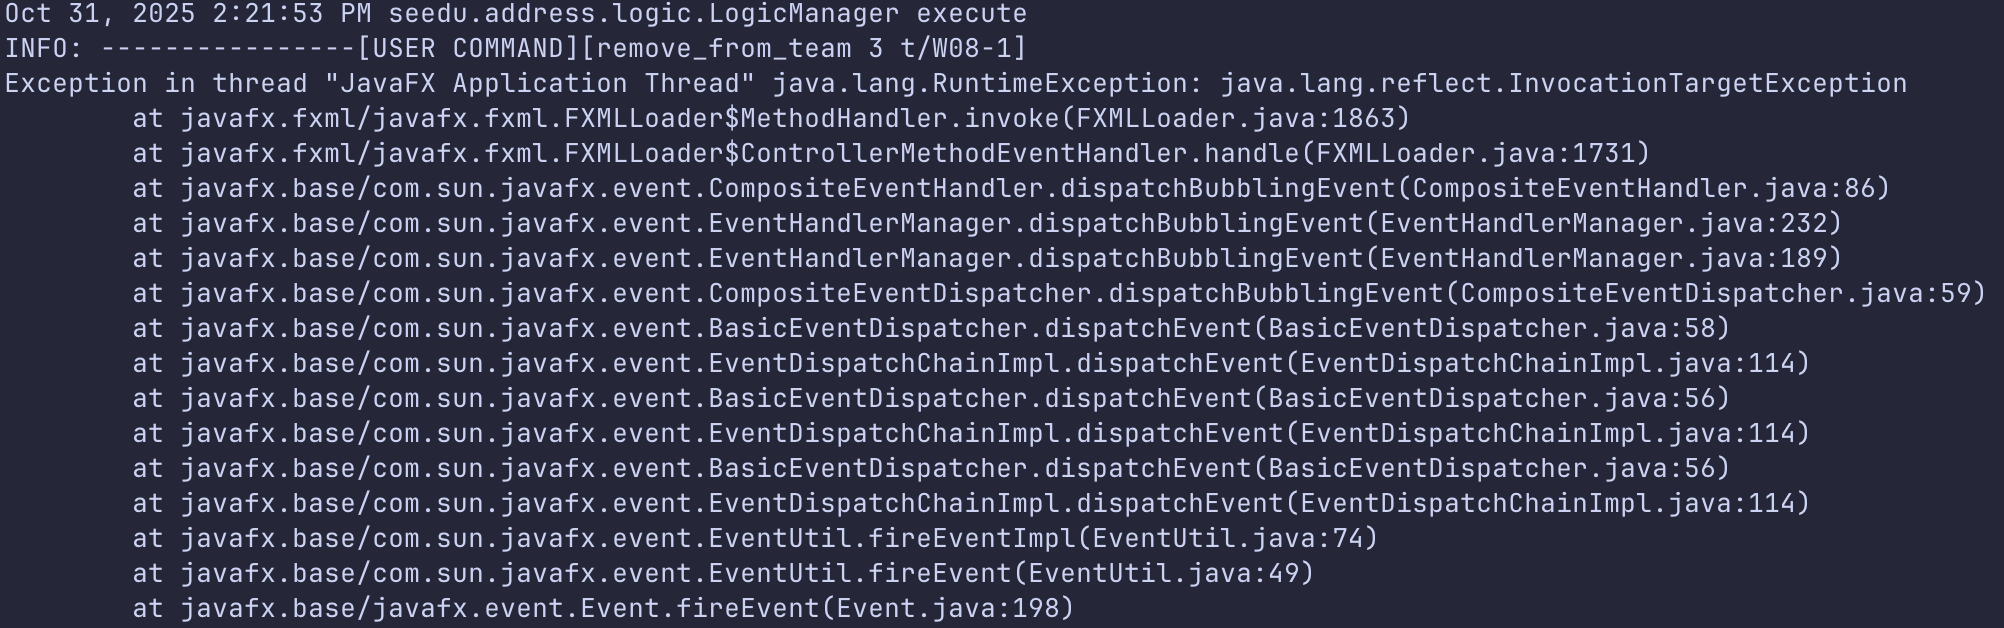 Oct 31, 2025 2:21:53 PM seedu.address.logic.LogicManager execute
INFO: ----------------[USER COMMAND][remove_from_team 3 t/W08-1]
Exception in thread "JavaFX Application Thread" java.lang.RuntimeException: java.lang.reflect.InvocationTargetException
        at javafx.fxml/javafx.fxml.FXMLLoader$MethodHandler.invoke(FXMLLoader.java:1863)
        at javafx.fxml/javafx.fxml.FXMLLoader$ControllerMethodEventHandler.handle(FXMLLoader.java:1731)
        at javafx.base/com.sun.javafx.event.CompositeEventHandler.dispatchBubblingEvent(CompositeEventHandler.java:86)
        at javafx.base/com.sun.javafx.event.EventHandlerManager.dispatchBubblingEvent(EventHandlerManager.java:232)
        at javafx.base/com.sun.javafx.event.EventHandlerManager.dispatchBubblingEvent(EventHandlerManager.java:189)
        at javafx.base/com.sun.javafx.event.CompositeEventDispatcher.dispatchBubblingEvent(CompositeEventDispatcher.java:59)
        at javafx.base/com.sun.javafx.event.BasicEventDispatcher.dispatchEvent(BasicEventDispatcher.java:58)
        at javafx.base/com.sun.javafx.event.EventDispatchChainImpl.dispatchEvent(EventDispatchChainImpl.java:114)
        at javafx.base/com.sun.javafx.event.BasicEventDispatcher.dispatchEvent(BasicEventDispatcher.java:56)
        at javafx.base/com.sun.javafx.event.EventDispatchChainImpl.dispatchEvent(EventDispatchChainImpl.java:114)
        at javafx.base/com.sun.javafx.event.BasicEventDispatcher.dispatchEvent(BasicEventDispatcher.java:56)
        at javafx.base/com.sun.javafx.event.EventDispatchChainImpl.dispatchEvent(EventDispatchChainImpl.java:114)
        at javafx.base/com.sun.javafx.event.EventUtil.fireEventImpl(EventUtil.java:74)
        at javafx.base/com.sun.javafx.event.EventUtil.fireEvent(EventUtil.java:49)
        at javafx.base/javafx.event.Event.fireEvent(Event.java:198)